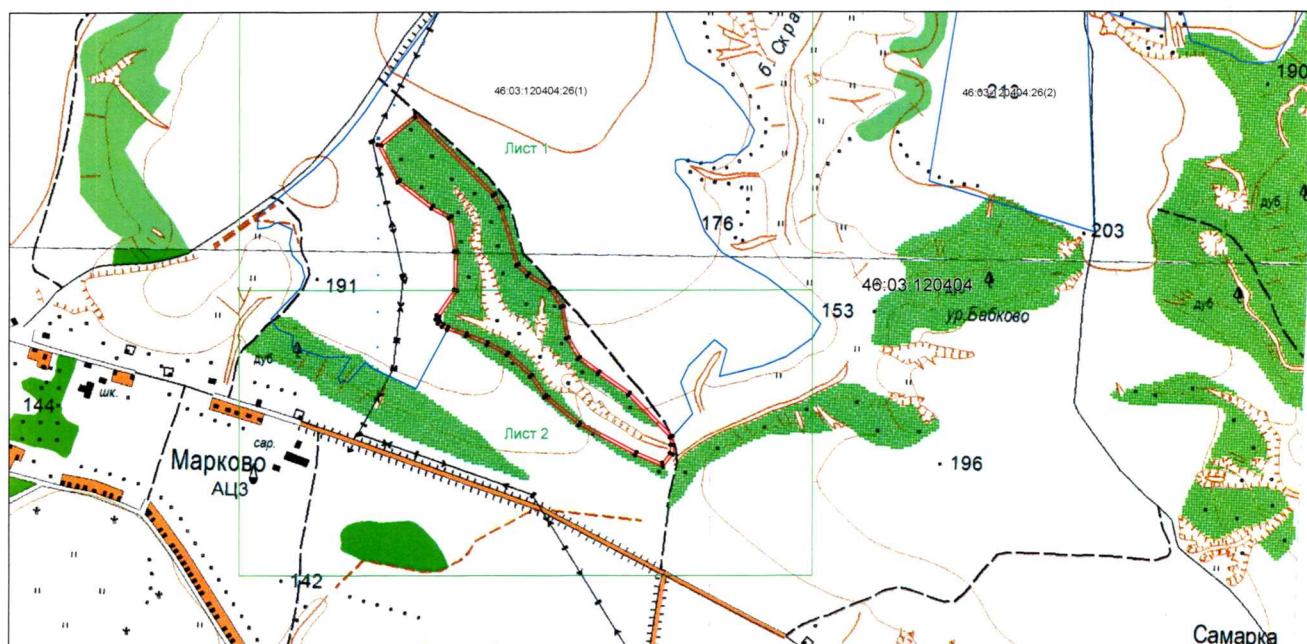 б. Скра
190
46:03:120404:26(1)
46:03:120404:26(2)
Лист 1
дуб
176
203
191
46:03:120404
153
ур.Бабково
дуб
дуб
шк.
144
сар.
Лист 2
Марково
АЦЗ
196
142
Самарка